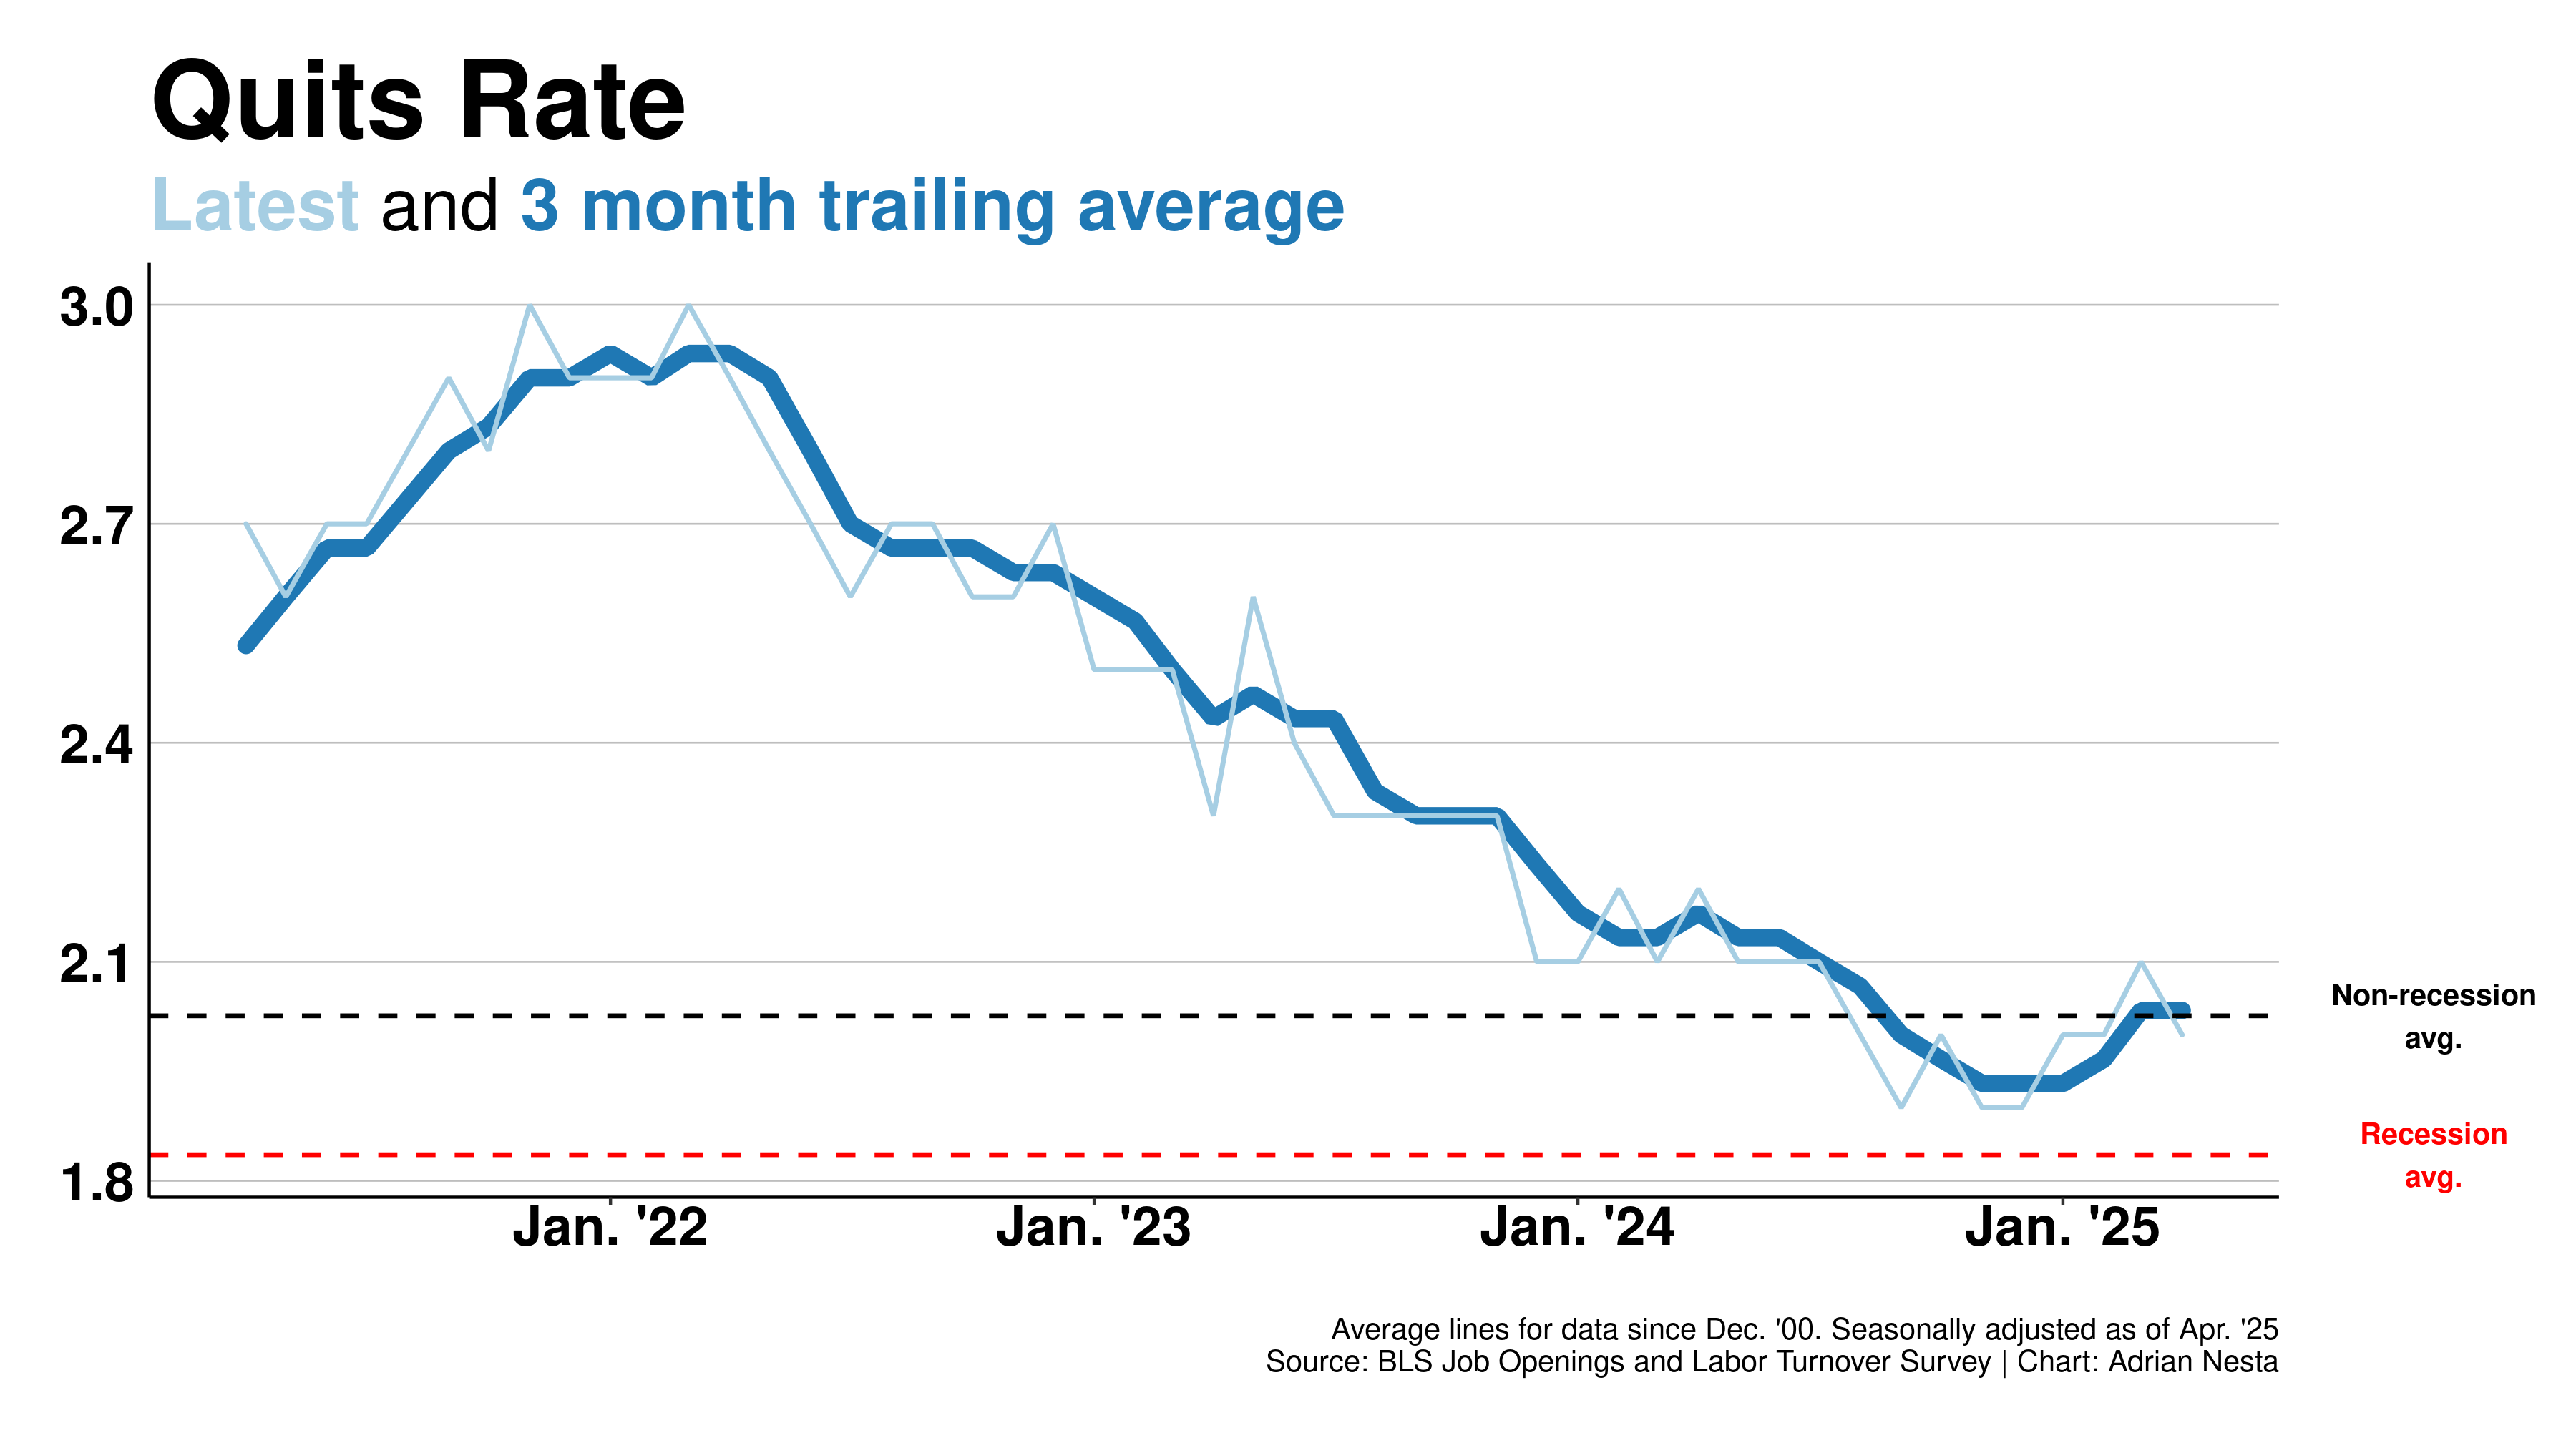 Quits Rate
Latest and 3 month trailing average
3.0
2.7
2.4
2.1
1.8
Non-recession
avg.
Recession
avg.
Jan. '22
Jan. '23
Jan. '24
Jan. '25
Average lines for data since Dec. '00. Seasonally adjusted as of Apr. '25
Source: BLS Job Openings and Labor Turnover Survey | Chart: Adrian Nesta